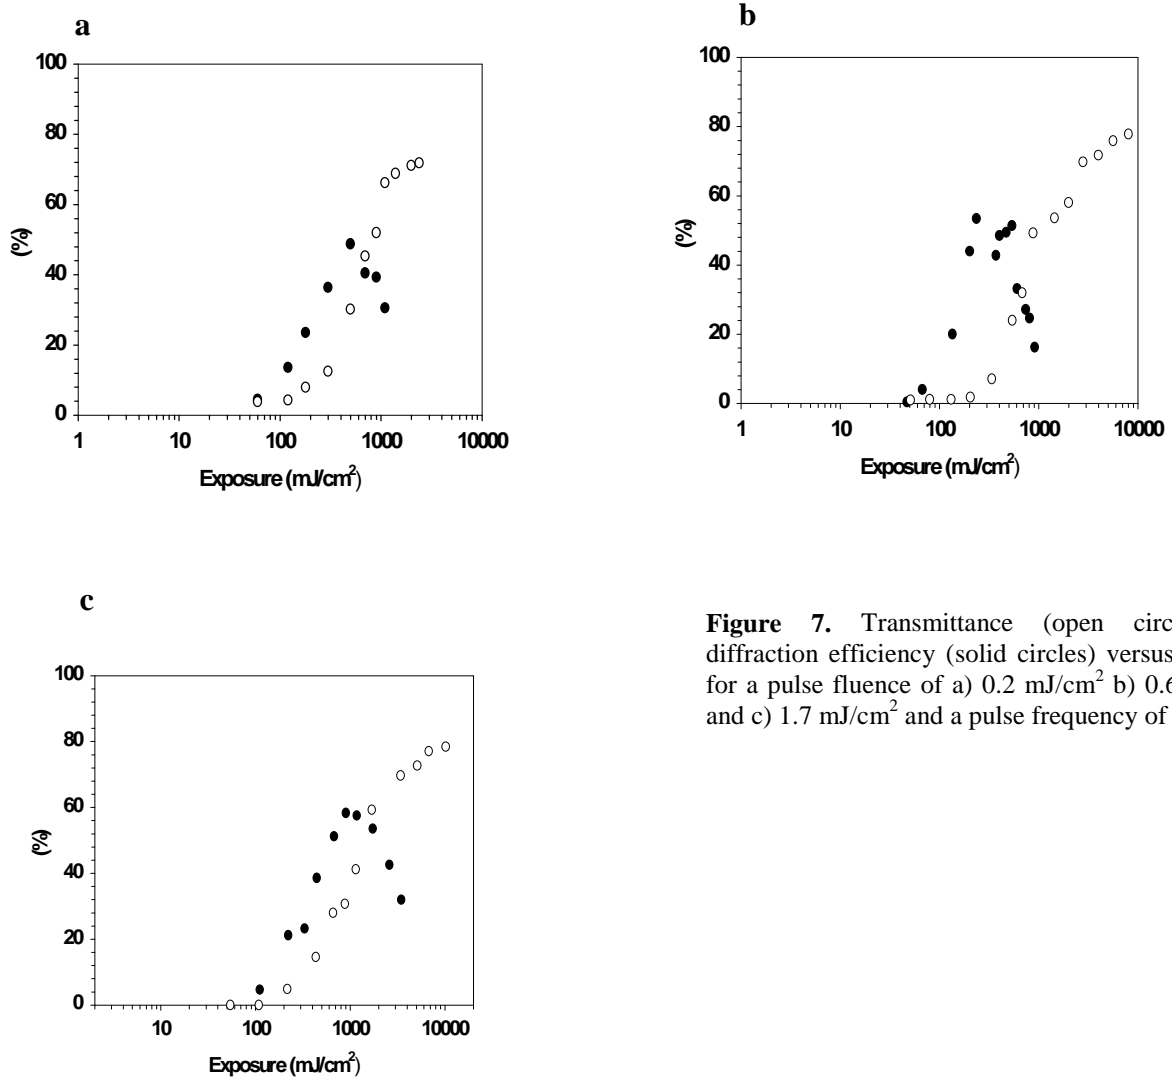 a
100
80
60
40
20
0
(%)
1 10 100 1000 10000
Exposure (mJ/cm²)
b
100
80
60
40
20
0
(%)
1 10 100 1000 10000
Exposure (mJ/cm²)
c
100
80
60
40
20
0
(%)
10 100 1000 10000
Exposure (mJ/cm²)
Figure 7. Transmittance (open circ
diffraction efficiency (solid circles) versus
for a pulse fluence of a) 0.2 mJ/cm² b) 0.6
and c) 1.7 mJ/cm² and a pulse frequency of